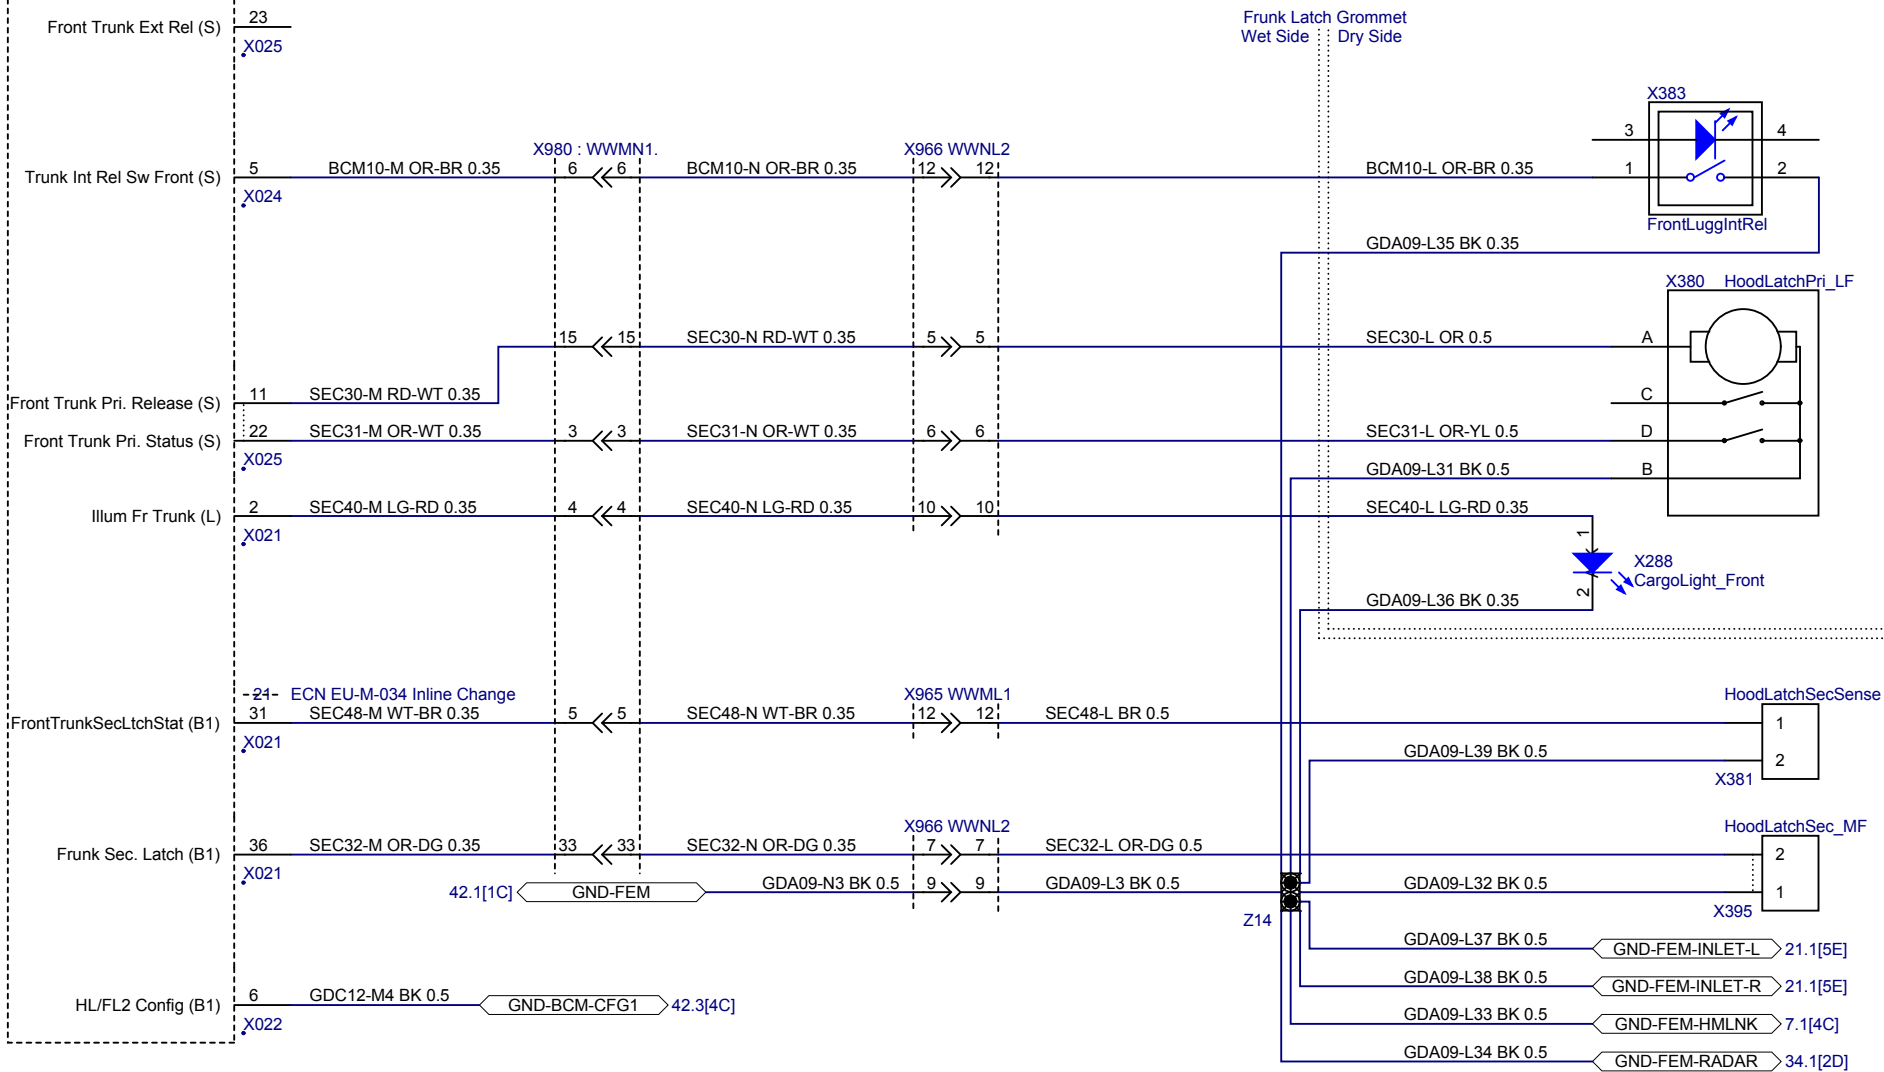 Front Trunk Ext Rel (S) 23
X025
Frunk Latch Grommet
Wet Side Dry Side
X383
3 4
X980 : WWMN1. X966 WWNL2
Trunk Int Rel Sw Front (S) 5 BCM10-M OR-BR 0.35 6 6 BCM10-N OR-BR 0.35 12 12 BCM10-L OR-BR 0.35 1 2
X024
FrontLuggIntRel
GDA09-L35 BK 0.35
X380 HoodLatchPri_LF
15 15 SEC30-N RD-WT 0.35 5 5 SEC30-L OR 0.5 A
Front Trunk Pri. Release (S) 11 SEC30-M RD-WT 0.35 C
Front Trunk Pri. Status (S) 22 SEC31-M OR-WT 0.35 3 3 SEC31-N OR-WT 0.35 6 6 SEC31-L OR-YL 0.5 D
X025
GDA09-L31 BK 0.5 B
Illum Fr Trunk (L) 2 SEC40-M LG-RD 0.35 4 4 SEC40-N LG-RD 0.35 10 10 SEC40-L LG-RD 0.35
X021
1
X288
CargoLight_Front
2
GDA09-L36 BK 0.35
21 ECN EU-M-034 Inline Change X965 WWML1 HoodLatchSecSense
FrontTrunkSecLtchStat (B1) 31 SEC48-M WT-BR 0.35 5 5 SEC48-N WT-BR 0.35 12 12 SEC48-L BR 0.5 1
X021
GDA09-L39 BK 0.5 2
X381
X966 WWNL2 HoodLatchSec_MF
Frunk Sec. Latch (B1) 36 SEC32-M OR-DG 0.35 33 33 SEC32-N OR-DG 0.35 7 7 SEC32-L OR-DG 0.5 2
X021
42.1[1C] GND-FEM GDA09-N3 BK 0.5 9 9 GDA09-L3 BK 0.5 GDA09-L32 BK 0.5 1
X395
Z14
GDA09-L37 BK 0.5 GND-FEM-INLET-L 21.1[5E]
GDA09-L38 BK 0.5 GND-FEM-INLET-R 21.1[5E]
HL/FL2 Config (B1) 6 GDC12-M4 BK 0.5 GND-BCM-CFG1 42.3[4C]
X022
GDA09-L33 BK 0.5 GND-FEM-HMLNK 7.1[4C]
GDA09-L34 BK 0.5 GND-FEM-RADAR 34.1[2D]